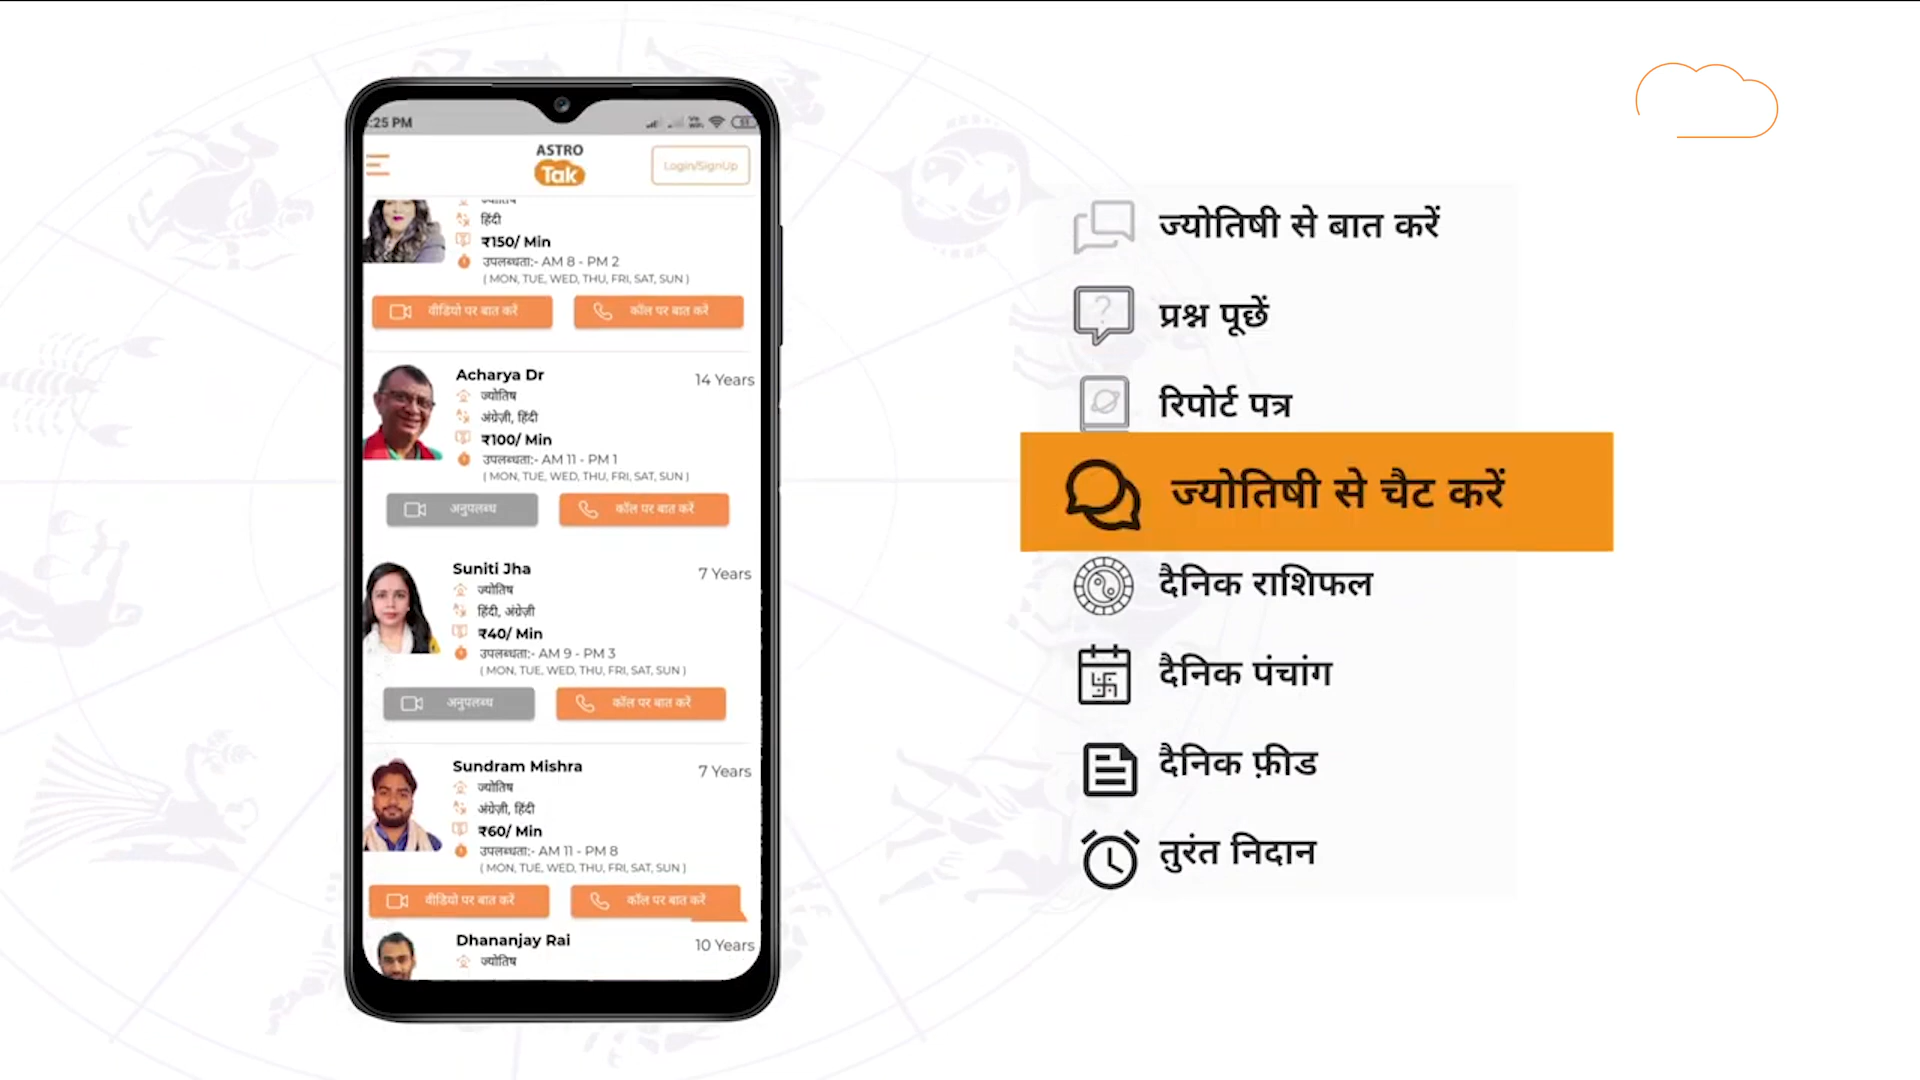 :25 PM
51
ASTRO
Tak
Login/SignUp
ज्योतिष
हिंदी
₹150/ Min
उपलब्धता:- AM 8 - PM 2
( MON, TUE, WED, THU, FRI, SAT, SUN )
वीडियो पर बात करें
कॉल पर बात करें
Acharya Dr
14 Years
ज्योतिष
अंग्रेज़ी, हिंदी
₹100/ Min
उपलब्धता:- AM 11 - PM 1
( MON, TUE, WED, THU, FRI, SAT, SUN )
अनुपलब्ध
कॉल पर बात करें
Suniti Jha
7 Years
ज्योतिष
हिंदी, अंग्रेज़ी
₹40/ Min
उपलब्धता:- AM 9 - PM 3
( MON, TUE, WED, THU, FRI, SAT, SUN )
अनुपलब्ध
कॉल पर बात करें
Sundram Mishra
7 Years
ज्योतिष
अंग्रेज़ी, हिंदी
₹60/ Min
उपलब्धता:- AM 11 - PM 8
( MON, TUE, WED, THU, FRI, SAT, SUN )
वीडियो पर बात करें
कॉल पर बात करें
Dhananjay Rai
10 Years
ज्योतिष
ज्योतिषी से बात करें
प्रश्न पूछें
रिपोर्ट पत्र
ज्योतिषी से चैट करें
दैनिक राशिफल
दैनिक पंचांग
दैनिक फ़ीड
तुरंत निदान